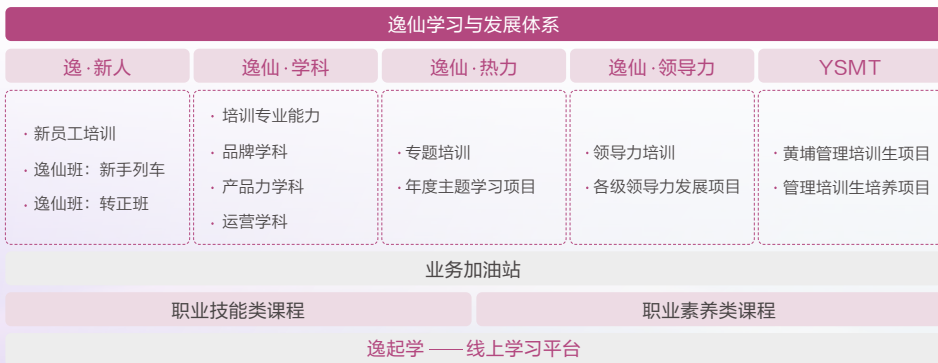 逸仙学习与发展体系
逸·新人
逸仙·学科
逸仙·热力
逸仙·领导力
YSMT
· 新员工培训
· 逸仙班：新手列车
· 逸仙班：转正班
· 培训专业能力
· 品牌学科
· 产品力学科
· 运营学科
· 专题培训
· 年度主题学习项目
· 领导力培训
· 各级领导力发展项目
· 黄埔管理培训生项目
· 管理培训生培养项目
业务加油站
职业技能类课程
职业素养类课程
逸起学 —— 线上学习平台